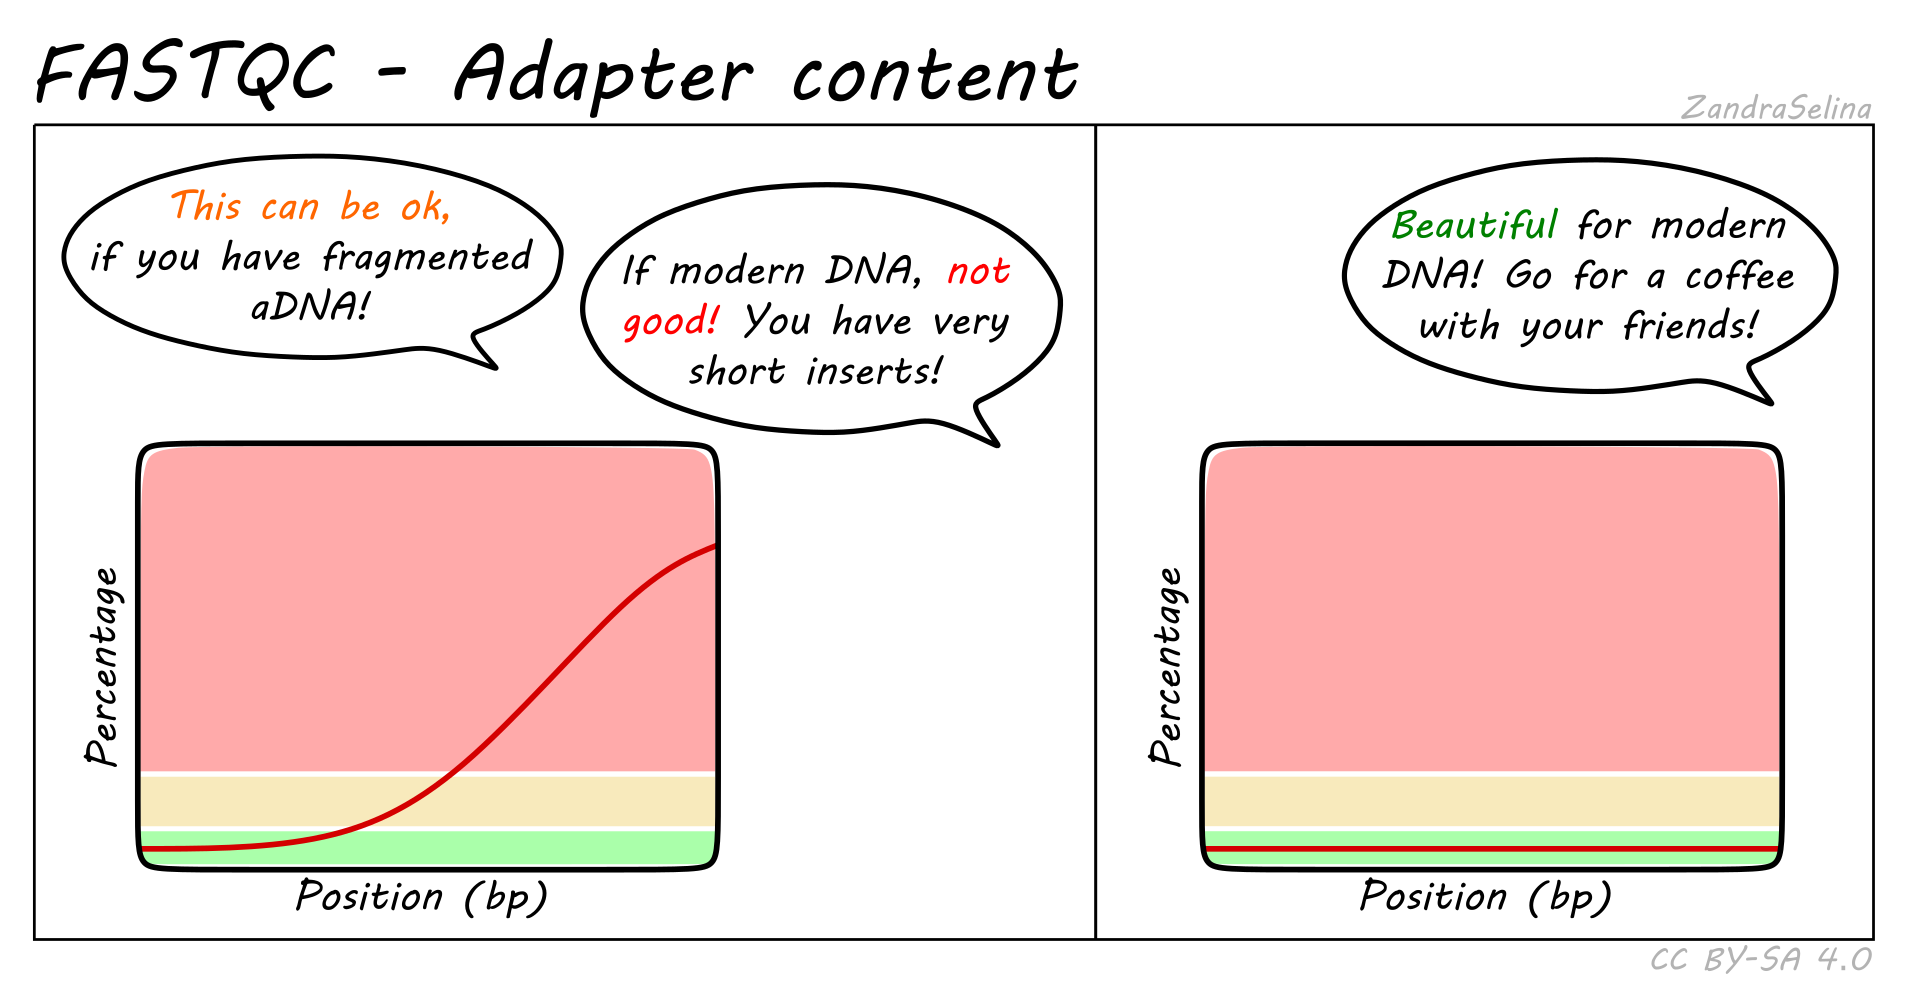 FASTQC - Adapter content
ZandraSelina
This can be ok,
if you have fragmented
aDNA!
If modern DNA, not
good! You have very
short inserts!
Percentage
Position (bp)
Beautiful for modern
DNA! Go for a coffee
with your friends!
Percentage
Position (bp)
CC BY-SA 4.0